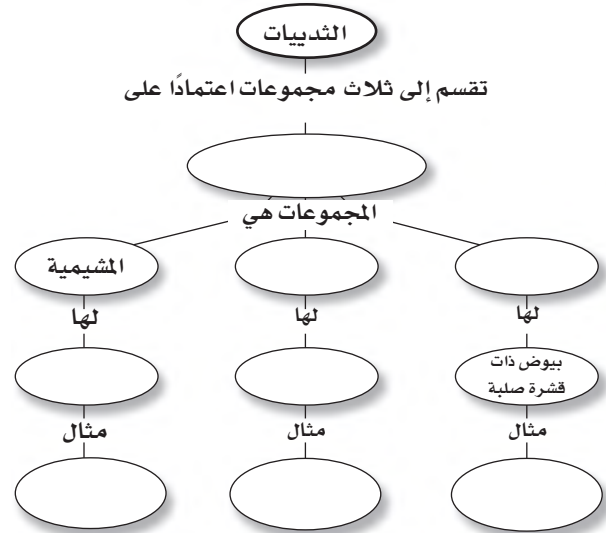 الثدييات
تقسم إلى ثلاث مجموعات اعتمادًا على
المجموعات هي
المشيمية
لها
لها
لها
بيوض ذات
قشرة صلبة
مثال
مثال
مثال